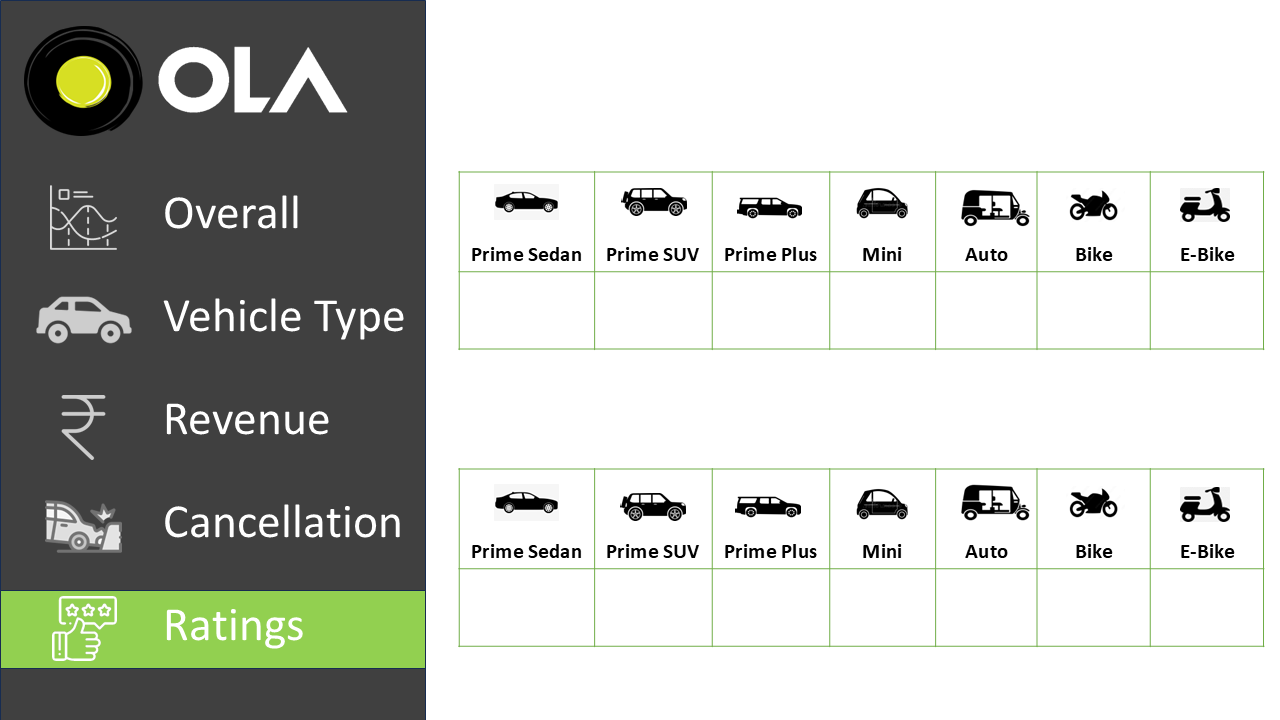 OLA
Overall
Vehicle Type
Revenue
Cancellation
Ratings
Prime Sedan Prime SUV Prime Plus Mini Auto Bike E-Bike
Prime Sedan Prime SUV Prime Plus Mini Auto Bike E-Bike